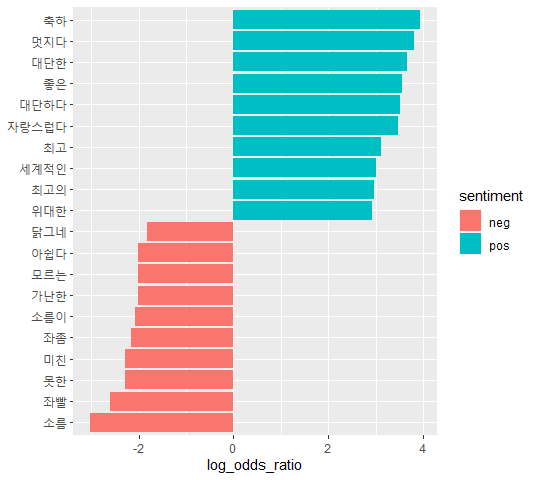 축하
멋지다
대단한
좋은
대단하다
자랑스럽다
최고
세계적인
최고의
위대한
닭그네
아쉽다
모르는
가난한
소름이
좌좀
미친
못한
좌빨
소름
-2 0 2 4
log_odds_ratio
sentiment
neg
pos